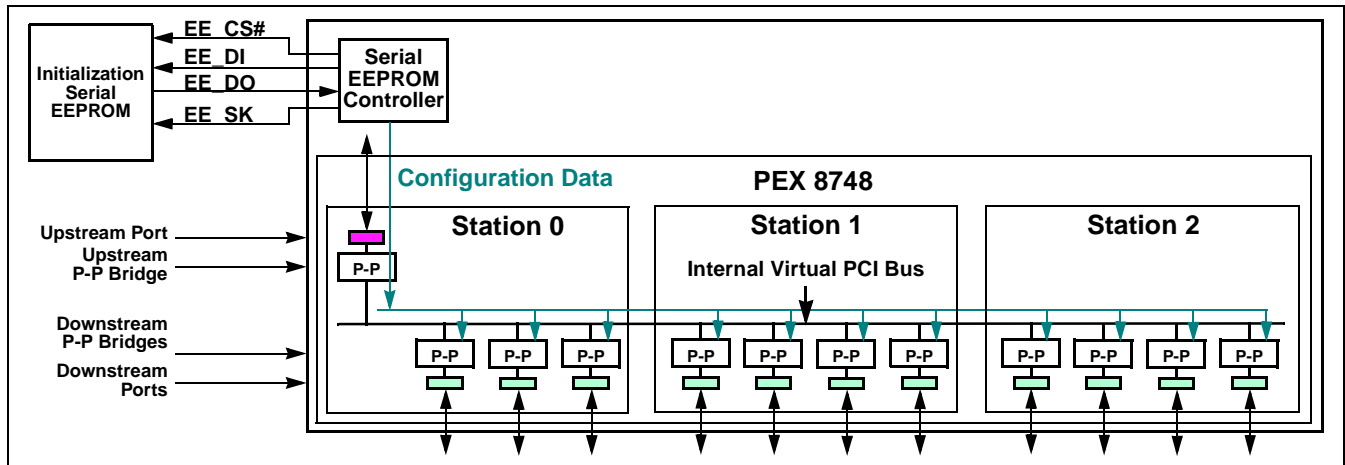 EE_CS#
EE_DI
EE_DO
EE_SK
Initialization
Serial
EEPROM
Serial
EEPROM
Controller
Configuration Data
PEX 8748
Station 0
Station 1
Station 2
Upstream Port
Upstream
P-P Bridge
P-P
Internal Virtual PCI Bus
Downstream
P-P Bridges
Downstream
Ports
P-P P-P P-P P-P P-P P-P P-P P-P P-P P-P P-P